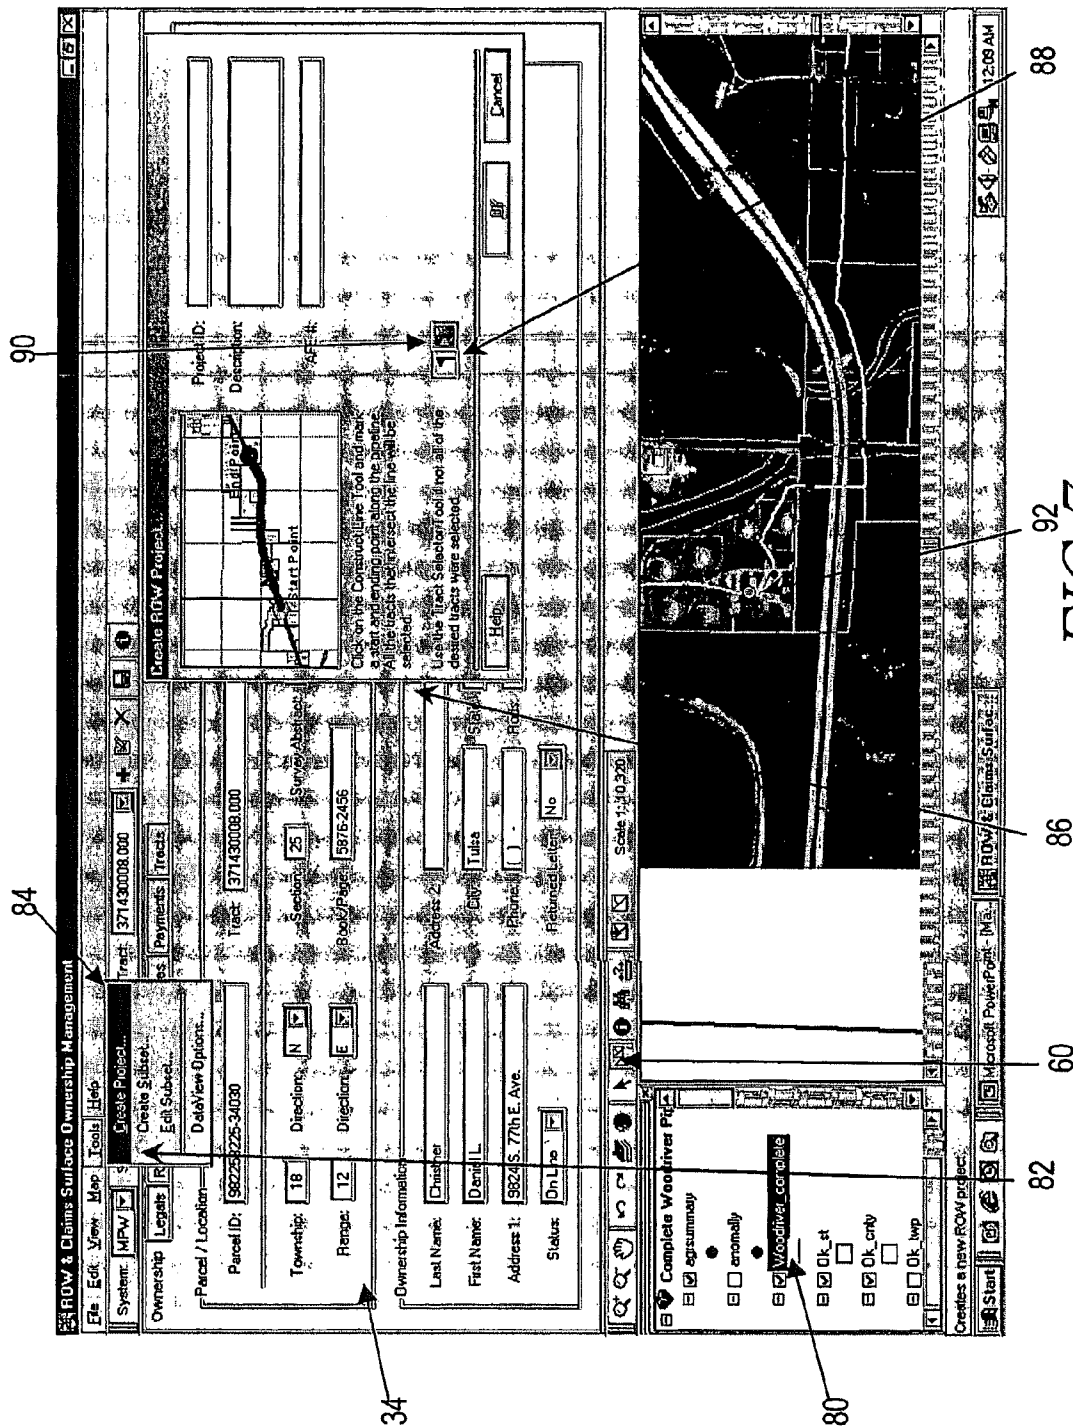 ROW & Claims Surface Ownership Management
File Edit View Map Tools Help
System: MPW
Tract: 371430008.000
Create Project...
Create Subset...
Edit Subset...
DataView Options...
Ownership Legals
Payments Tracts
Parcel / Location
Parcel ID: 982258225-34030
Tract: 371430008.000
Township: 18 Direction: N Section: 25 Survey Abstract:
Range: 12 Direction: E Book/Page: 5876-2456
Ownership Information
Last Name: Christner
Address 2:
First Name: Daniel L.
City: Tulsa
Address 1: 9824 S. 77th E. Ave.
Phone: ( ) -
Status: On Line
Returned Letter: No
Create ROW Project...
End Point
Start Point
Project ID:
Description:
AFE #:
Click on the Construct Line Tool and mark
a start and ending point along the pipeline.
All the tracts that intersect the line will be
selected.
Use the Tract Selector Tool if not all of the
desired tracts were selected.
1
Help
OK
Cancel
Scale 1:10,320
Complete Woodriver Pip
agrsummary
anomally
Woodriver_complete
Ok_st
Ok_cnty
Ok_twp
Creates a new ROW project
Start
Microsoft PowerPoint - [Ma...
ROW & Claims Surfac...
12:09 AM
34
60
80
82
84
86
88
90
92
FIG. 7